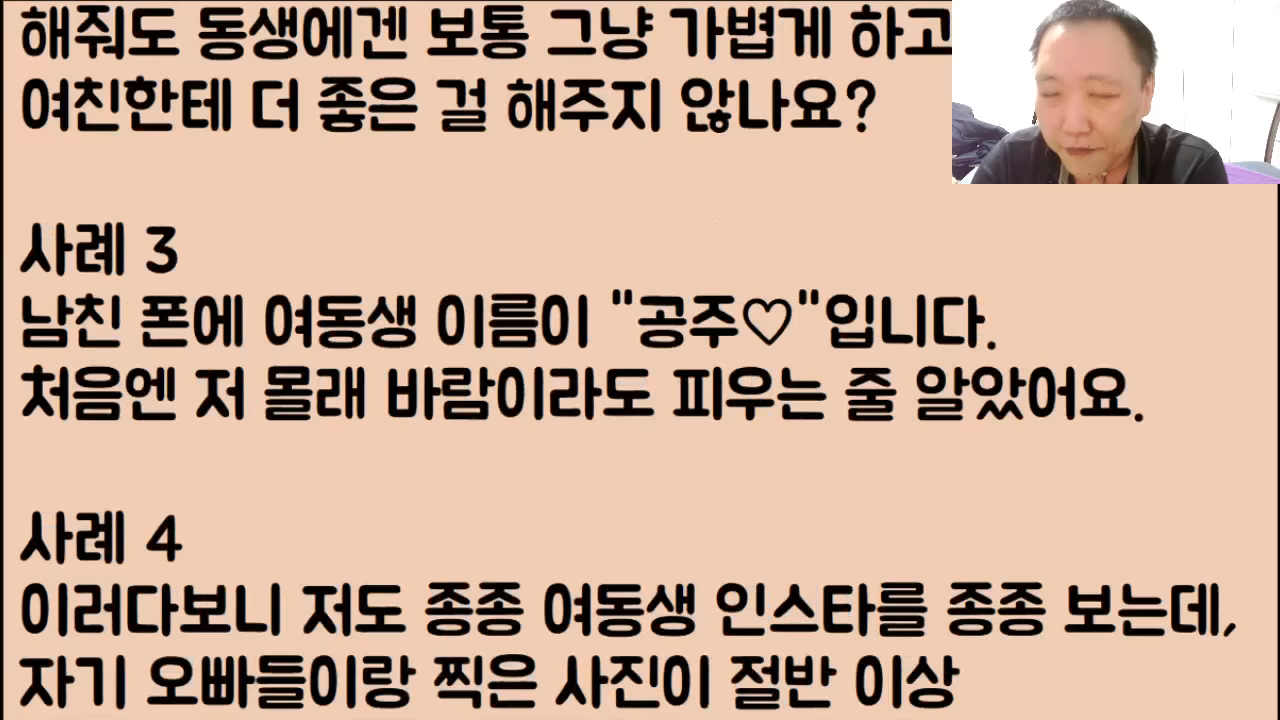 해줘도 동생에겐 보통 그냥 가볍게 하고
여친한테 더 좋은 걸 해주지 않나요?
사례 3
남친 폰에 여동생 이름이 "공주♡"입니다.
처음엔 저 몰래 바람이라도 피우는 줄 알았어요.
사례 4
이러다보니 저도 종종 여동생 인스타를 종종 보는데,
자기 오빠들이랑 찍은 사진이 절반 이상